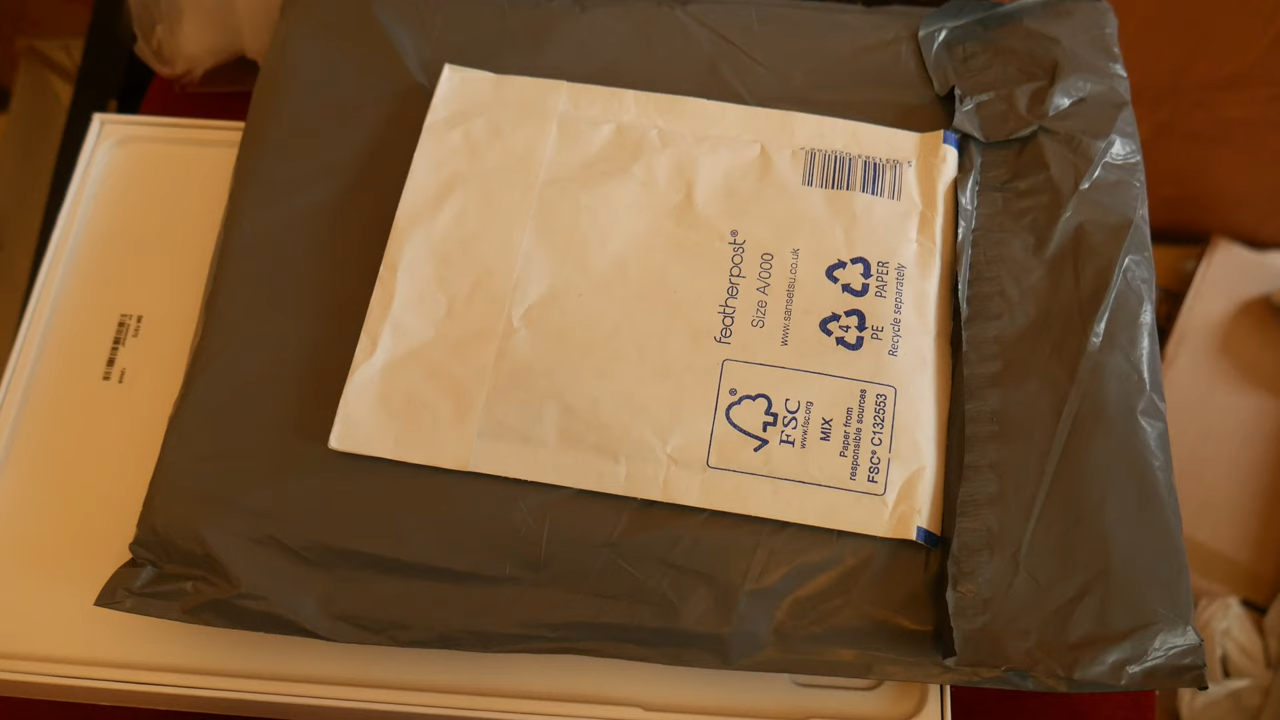 featherpost®
Size A/000
www.sansetsu.co.uk
4
PE
PAPER
Recycle separately
®
FSC
www.fsc.org
MIX
Paper from
responsible sources
FSC® C132553